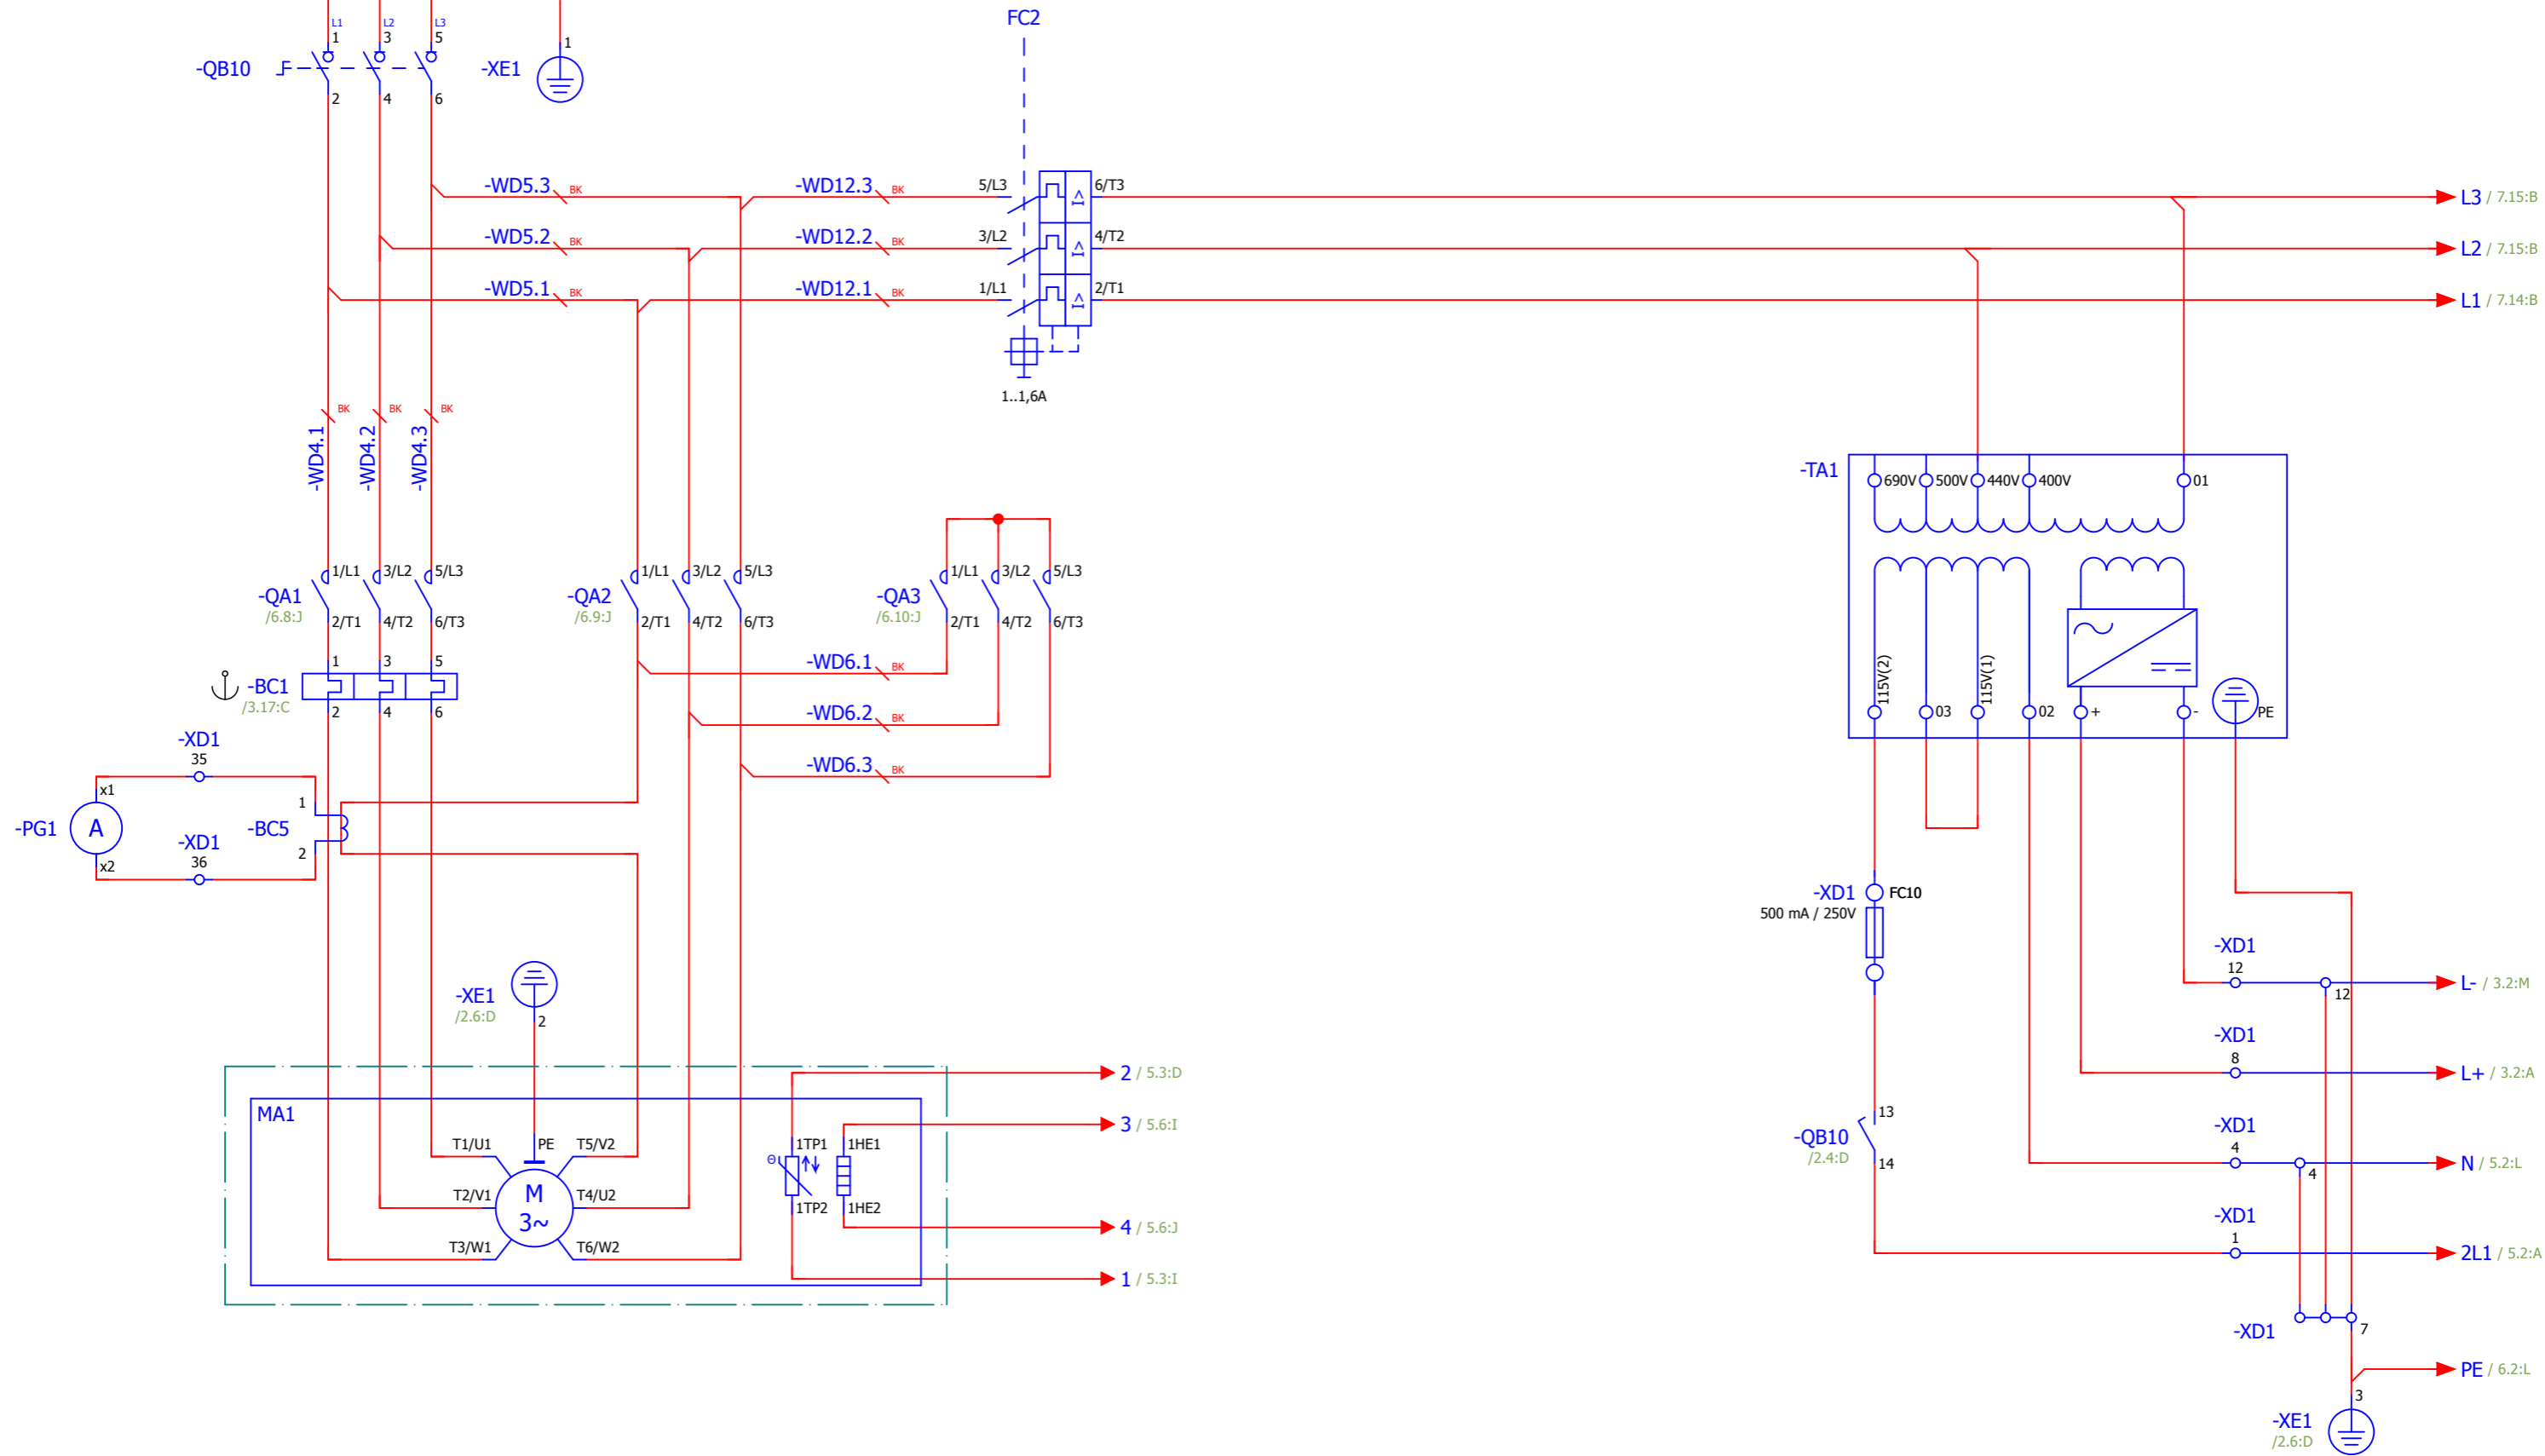 L1 L2 L3
1 3 5
-QB10
2 4 6
-XE1
1
FC2
-WD5.3 BK
-WD12.3 BK
5/L3 6/T3
I>
L3 / 7.15:B
-WD5.2 BK
-WD12.2 BK
3/L2 4/T2
I>
L2 / 7.15:B
-WD5.1 BK
-WD12.1 BK
1/L1 2/T1
I>
L1 / 7.14:B
1..1,6A
BK BK BK
-WD4.1
-WD4.2
-WD4.3
-TA1
690V 500V 440V 400V 01
1/L1 3/L2 5/L3
-QA1
/6.8:J
2/T1 4/T2 6/T3
1/L1 3/L2 5/L3
-QA2
/6.9:J
2/T1 4/T2 6/T3
1/L1 3/L2 5/L3
-QA3
/6.10:J
2/T1 4/T2 6/T3
1 3 5
-BC1
/3.17:C
2 4 6
-WD6.1 BK
-WD6.2 BK
-WD6.3 BK
115V(2)
03
115V(1)
02
+
-
PE
-XD1
35
x1
1
-PG1
A
-BC5
-XD1
36
2
x2
-XD1
FC10
500 mA / 250V
-XE1
/2.6:D
2
-XD1
12
12
L- / 3.2:M
-XD1
8
L+ / 3.2:A
2 / 5.3:D
MA1
3 / 5.6:I
T1/U1
PE
T5/V2
1TP1
1HE1
Θ
T2/V1
M
3~
T4/U2
1TP2
1HE2
4 / 5.6:J
T3/W1
T6/W2
1 / 5.3:I
13
-QB10
/2.4:D
14
-XD1
4
4
N / 5.2:L
-XD1
1
2L1 / 5.2:A
-XD1
7
PE / 6.2:L
3
-XE1
/2.6:D